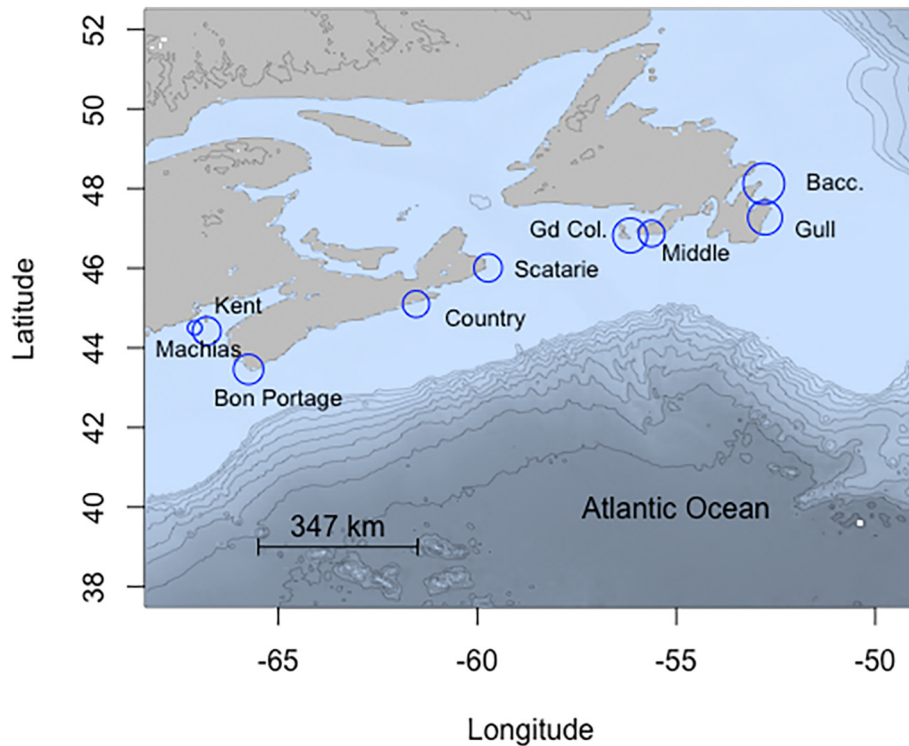 52
50
48
46
44
42
40
38
Latitude
Bacc.
Gull
Gd Col.
Middle
Scatarie
Country
Kent
Machias
Bon Portage
Atlantic Ocean
347 km
-65
-60
-55
-50
Longitude